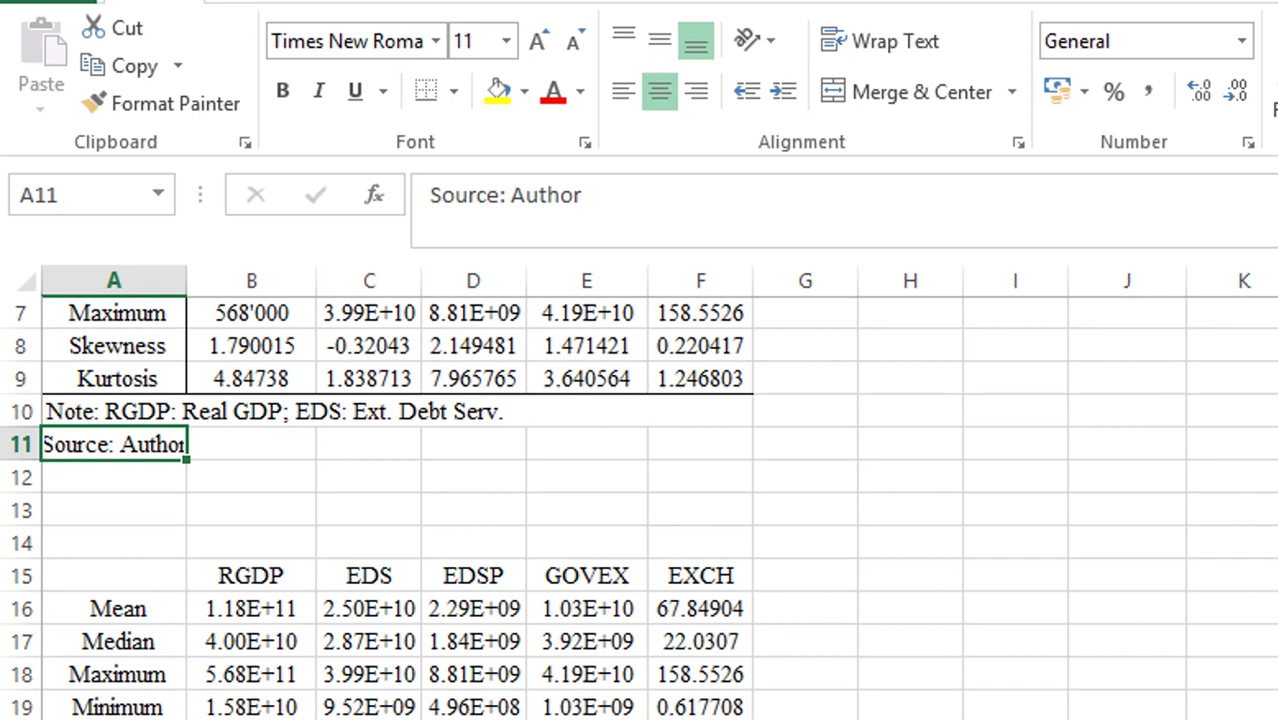 Cut
Copy
Paste
Format Painter
Clipboard
Times New Roma 11 A A
B I U A
Font
Wrap Text
Merge & Center
Alignment
General
% , .0 .00 .00 .0
Number
A11 fx Source: Author
A B C D E F G H I J K
7 Maximum 568'000 3.99E+10 8.81E+09 4.19E+10 158.5526
8 Skewness 1.790015 -0.32043 2.149481 1.471421 0.220417
9 Kurtosis 4.84738 1.838713 7.965765 3.640564 1.246803
10 Note: RGDP: Real GDP; EDS: Ext. Debt Serv.
11 Source: Author
12
13
14
15 RGDP EDS EDSP GOVEX EXCH
16 Mean 1.18E+11 2.50E+10 2.29E+09 1.03E+10 67.84904
17 Median 4.00E+10 2.87E+10 1.84E+09 3.92E+09 22.0307
18 Maximum 5.68E+11 3.99E+10 8.81E+09 4.19E+10 158.5526
19 Minimum 1.58E+10 9.52E+09 4.96E+08 1.03E+09 0.617708